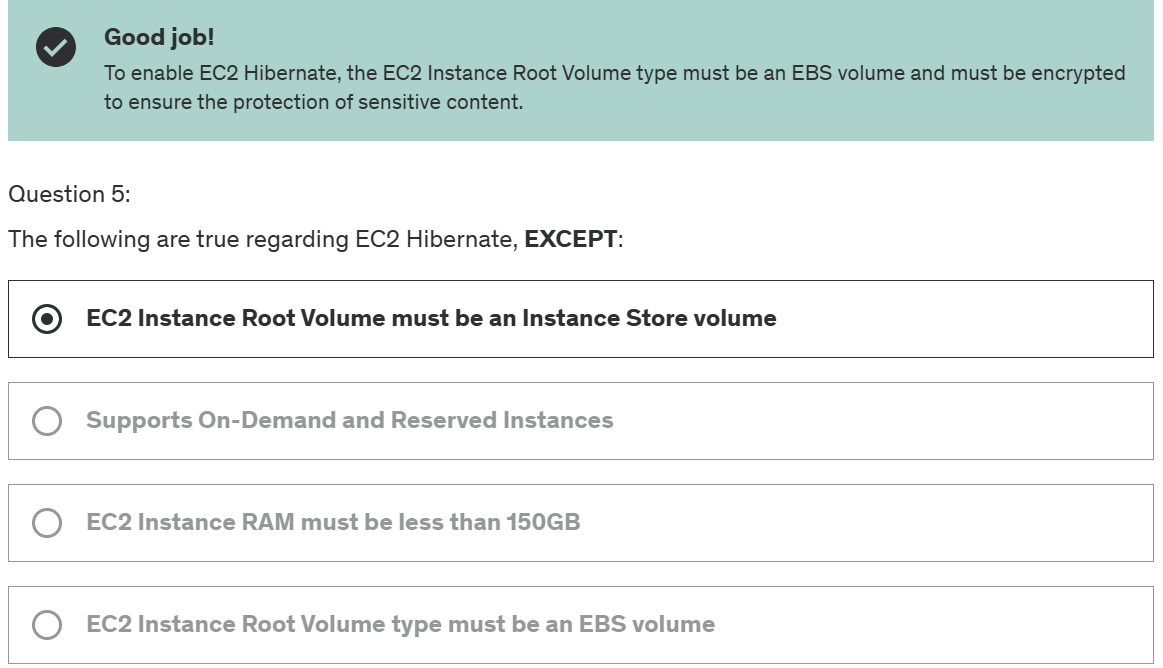 Good job!
To enable EC2 Hibernate, the EC2 Instance Root Volume type must be an EBS volume and must be encrypted
to ensure the protection of sensitive content.
Question 5:
The following are true regarding EC2 Hibernate, EXCEPT:
EC2 Instance Root Volume must be an Instance Store volume
Supports On-Demand and Reserved Instances
EC2 Instance RAM must be less than 150GB
EC2 Instance Root Volume type must be an EBS volume